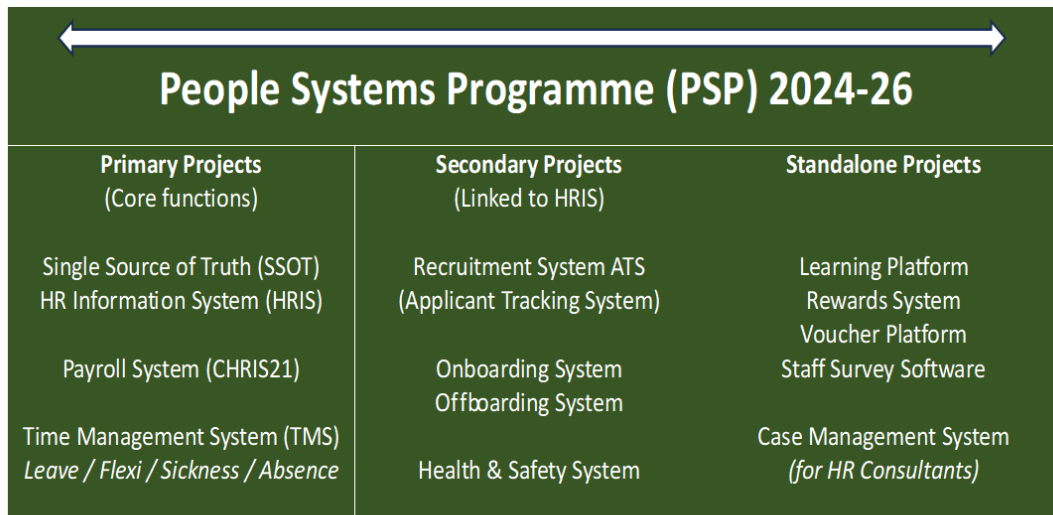 People Systems Programme (PSP) 2024-26
Primary Projects
(Core functions)
Single Source of Truth (SSOT)
HR Information System (HRIS)
Payroll System (CHRIS21)
Time Management System (TMS)
Leave / Flexi / Sickness / Absence
Secondary Projects
(Linked to HRIS)
Recruitment System ATS
(Applicant Tracking System)
Onboarding System
Offboarding System
Health & Safety System
Standalone Projects
Learning Platform
Rewards System
Voucher Platform
Staff Survey Software
Case Management System
(for HR Consultants)